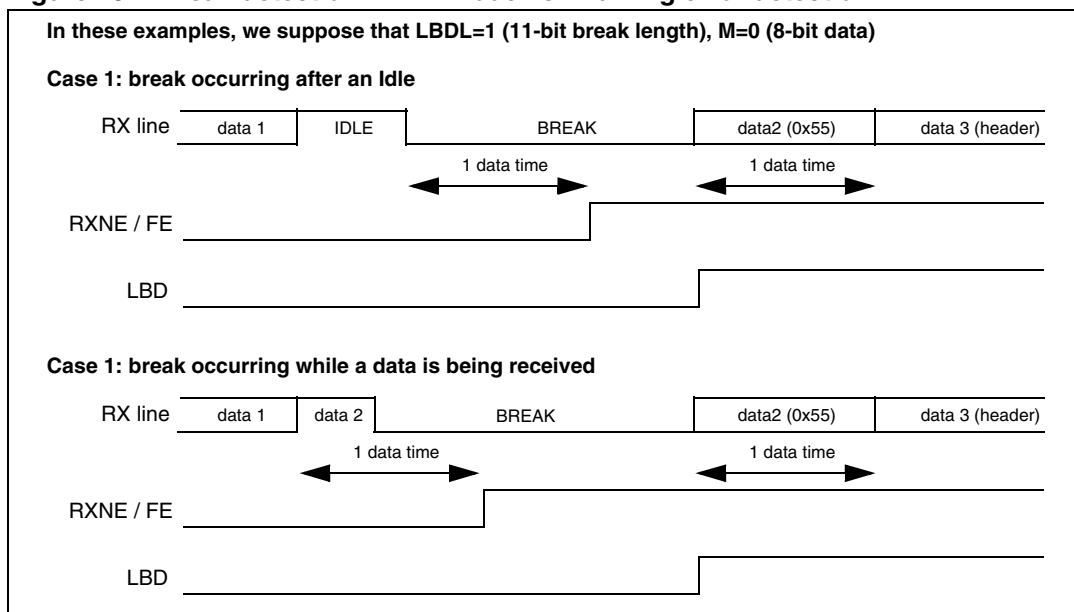 In these examples, we suppose that LBDL=1 (11-bit break length), M=0 (8-bit data)
Case 1: break occurring after an Idle
RX line data 1 IDLE BREAK data2 (0x55) data 3 (header)
1 data time 1 data time
RXNE / FE
LBD
Case 1: break occurring while a data is being received
RX line data 1 data 2 BREAK data2 (0x55) data 3 (header)
1 data time 1 data time
RXNE / FE
LBD